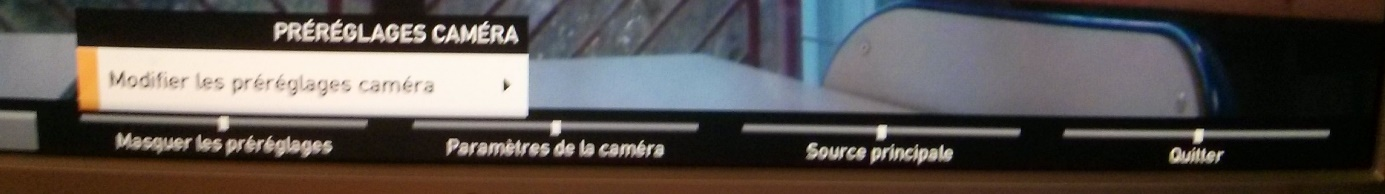 PRÉRÉGLAGES CAMÉRA
Modifier les préréglages caméra
Masquer les préréglages Paramètres de la caméra Source principale Quitter